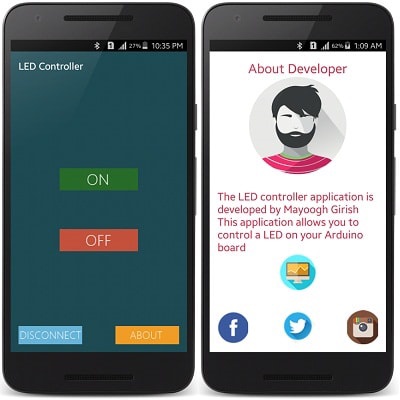 27% 10:35 PM
LED Controller
ON
OFF
DISCONNECT
ABOUT
62% 1:09 AM
About Developer
The LED controller application is
developed by Mayoogh Girish
This application allows you to
control a LED on your Arduino
board